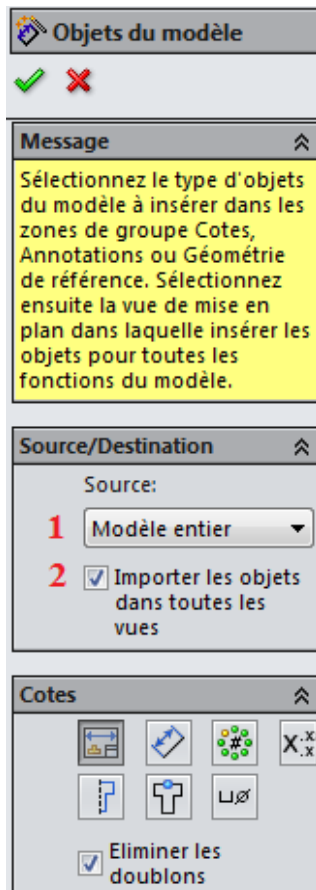 Objets du modèle
Message
Sélectionnez le type d'objets
du modèle à insérer dans les
zones de groupe Cotes,
Annotations ou Géométrie
de référence. Sélectionnez
ensuite la vue de mise en
plan dans laquelle insérer les
objets pour toutes les
fonctions du modèle.
Source/Destination
Source:
1 Modèle entier
2 Importer les objets
dans toutes les
vues
Cotes
# X.x .x
⌴⌀
Eliminer les
doublons